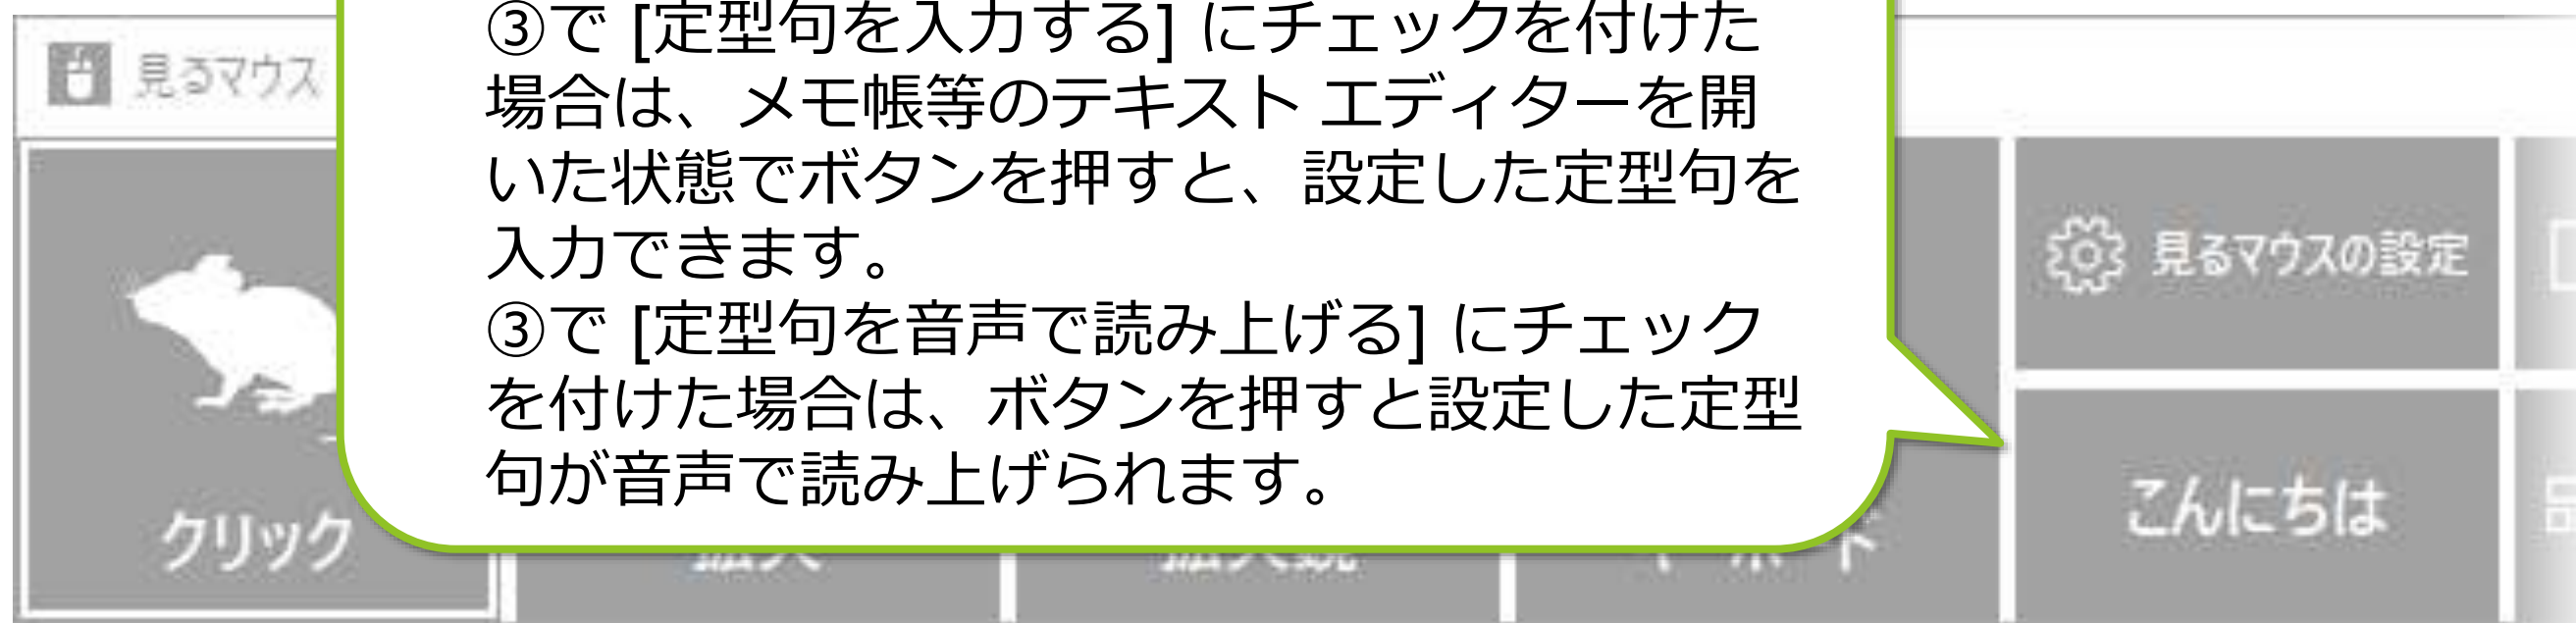 見るマウス
③で [定型句を入力する] にチェックを付けた
場合は、メモ帳等のテキスト エディターを開
いた状態でボタンを押すと、設定した定型句を
入力できます。
③で [定型句を音声で読み上げる] にチェック
を付けた場合は、ボタンを押すと設定した定型
句が音声で読み上げられます。
見るマウスの設定
クリック
こんにちは